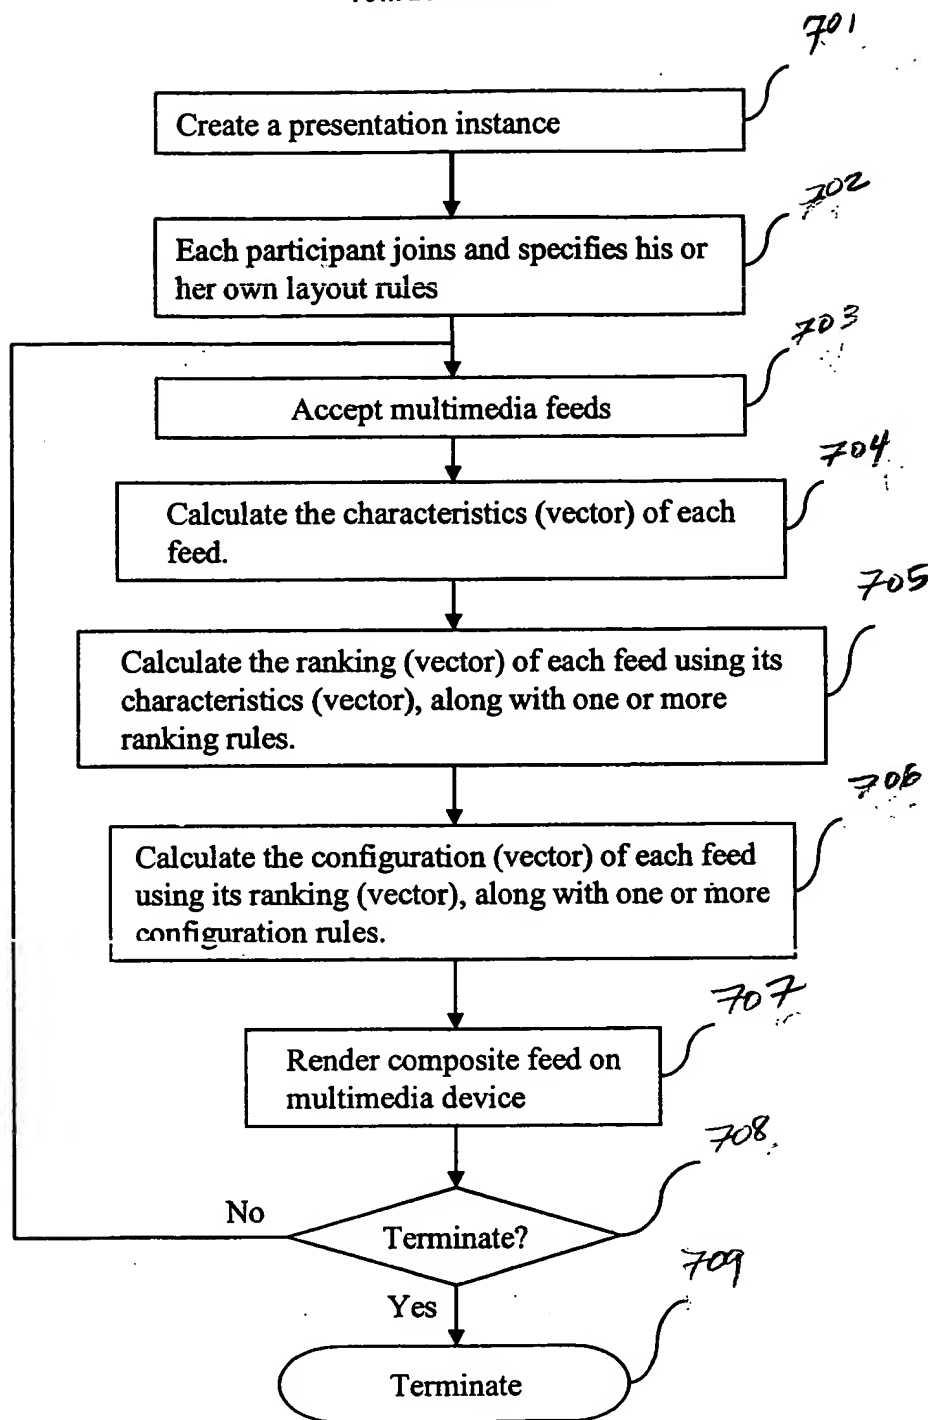 701
Create a presentation instance
702
Each participant joins and specifies his or
her own layout rules
703
Accept multimedia feeds
704
Calculate the characteristics (vector) of each
feed.
705
Calculate the ranking (vector) of each feed using its
characteristics (vector), along with one or more
ranking rules.
706
Calculate the configuration (vector) of each feed
using its ranking (vector), along with one or more
configuration rules.
707
Render composite feed on
multimedia device
708
No
Terminate?
Yes
709
Terminate